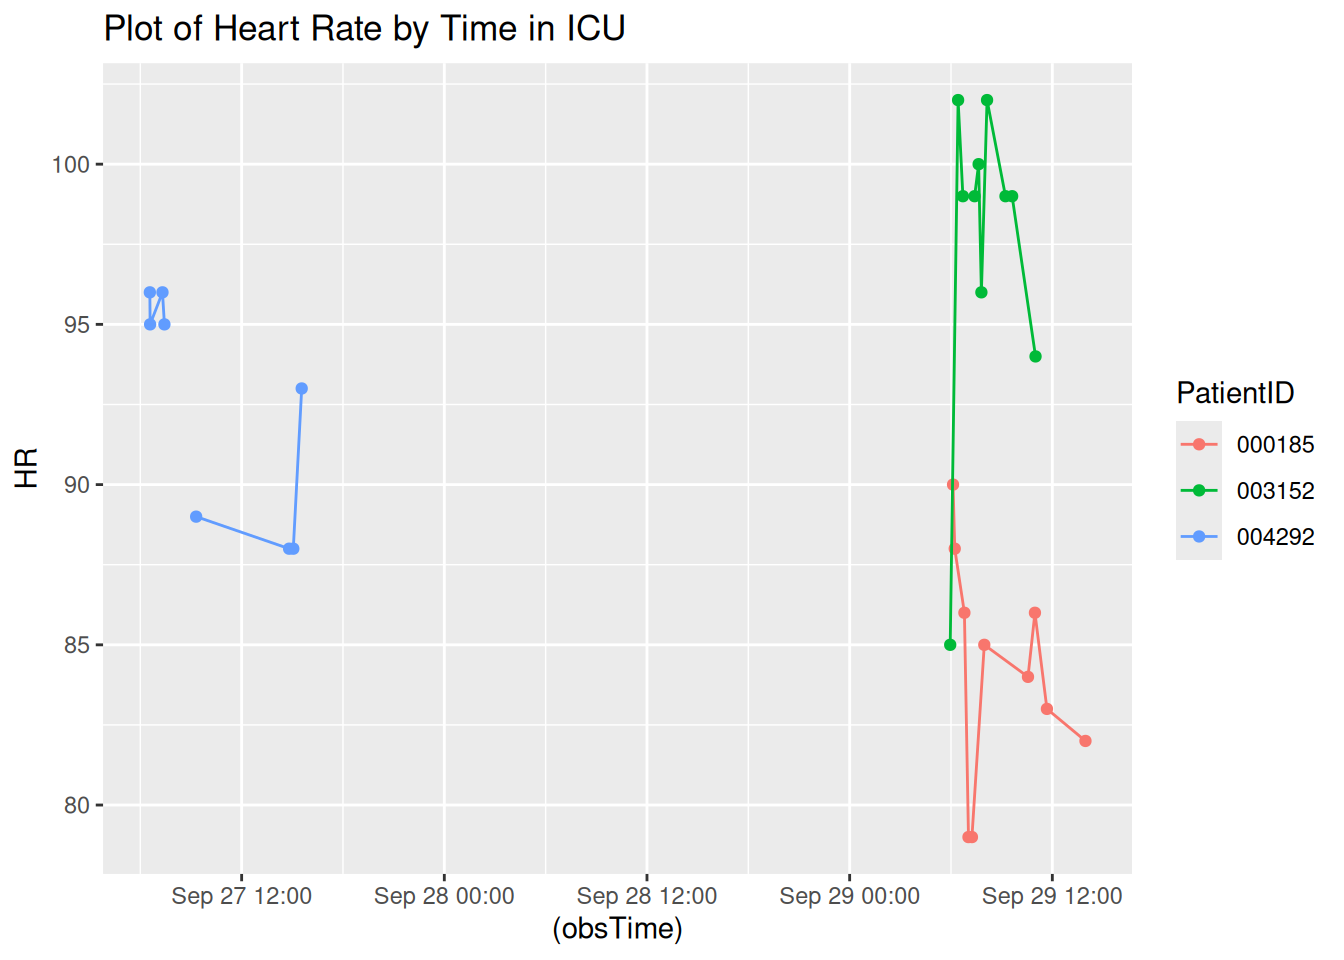 Plot of Heart Rate by Time in ICU
100
95
90
85
80
HR
Sep 27 12:00 Sep 28 00:00 Sep 28 12:00 Sep 29 00:00 Sep 29 12:00
(obsTime)
PatientID
000185
003152
004292